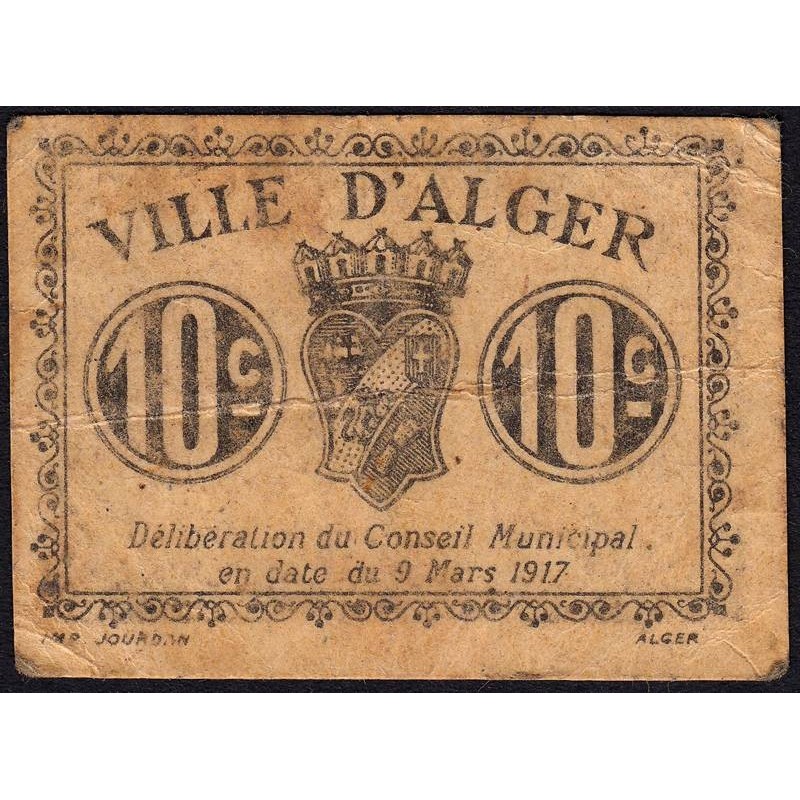 VILLE D'ALGER
10c 10c
Délibération du Conseil Municipal.
en date du 9 Mars 1917
IMP. JOURDAN ALGER